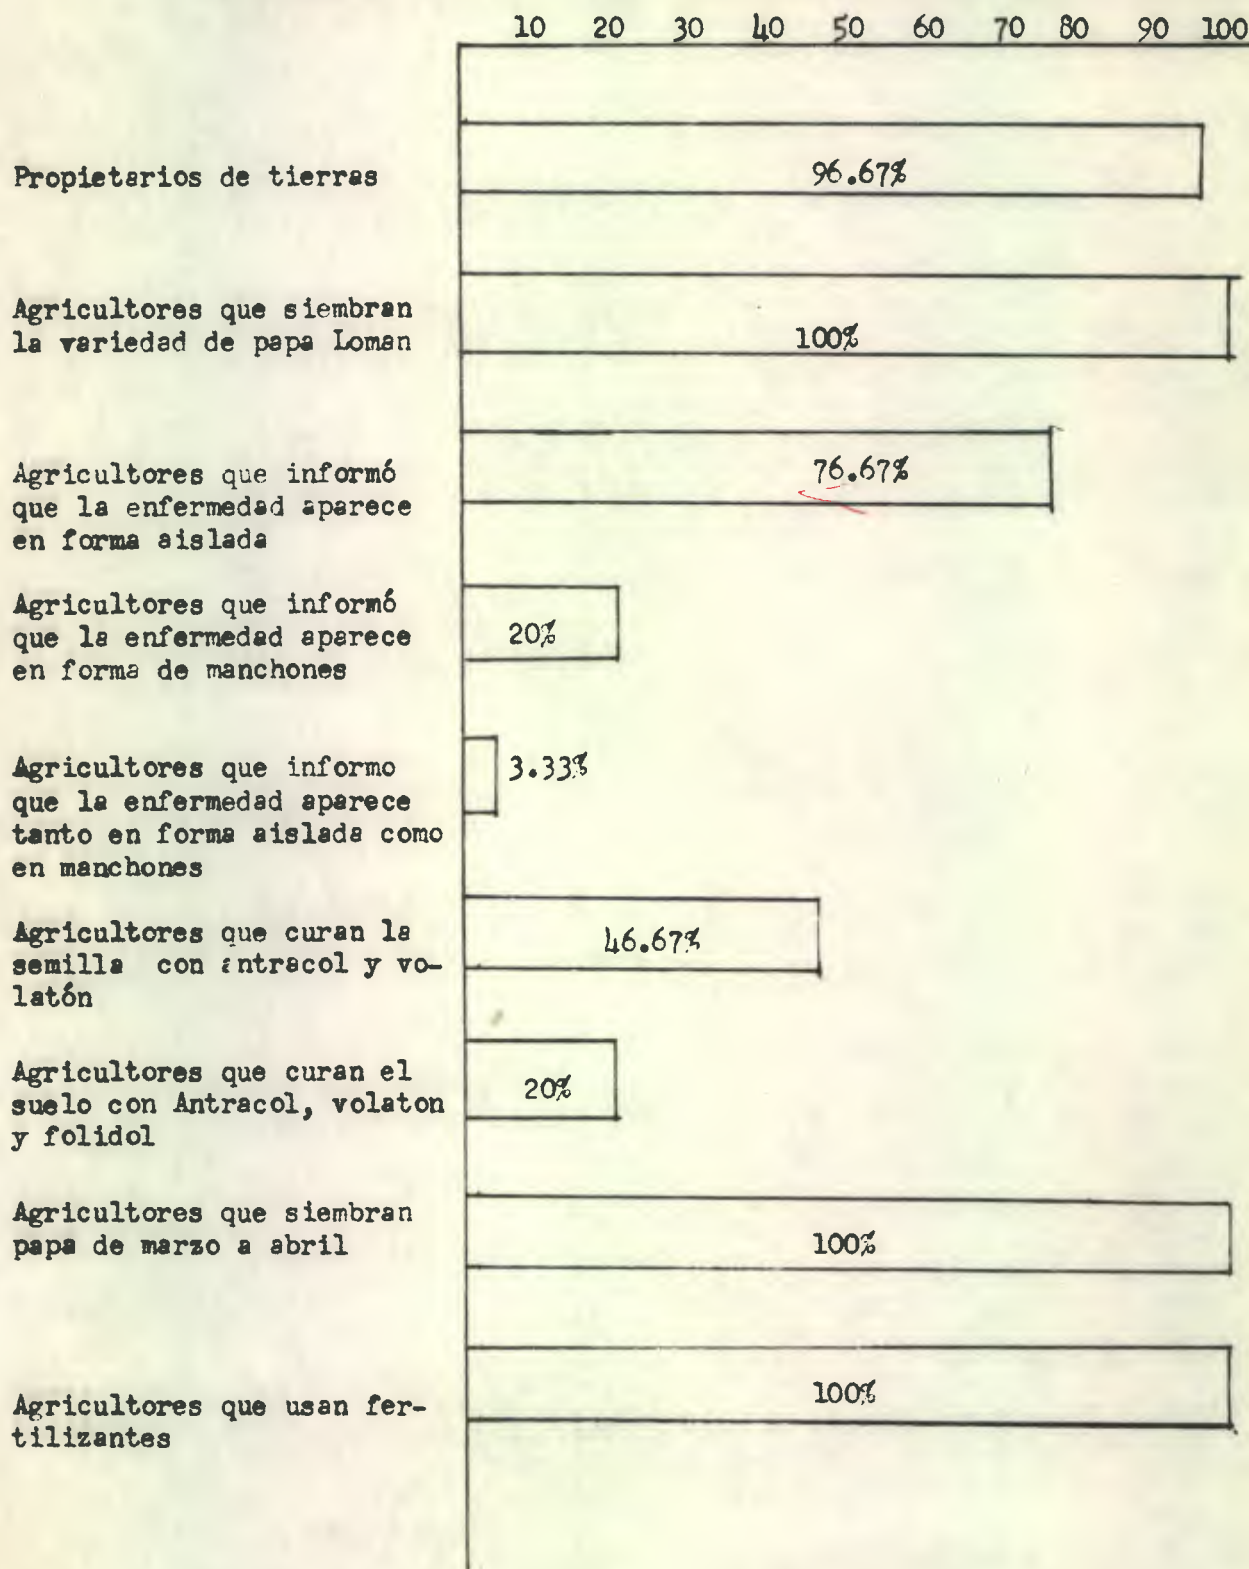 10 20 30 40 50 60 70 80 90 100
Propietarios de tierras
96.67%
Agricultores que siembran
la variedad de papa Loman
100%
Agricultores que informó
que la enfermedad aparece
en forma aislada
76.67%
Agricultores que informó
que la enfermedad aparece
en forma de manchones
20%
Agricultores que informo
que la enfermedad aparece
tanto en forma aislada como
en manchones
3.33%
Agricultores que curan la
semilla con antracol y vo-
latón
46.67%
Agricultores que curan el
suelo con Antracol, volaton
y folidol
20%
Agricultores que siembran
papa de marzo a abril
100%
Agricultores que usan fer-
tilizantes
100%